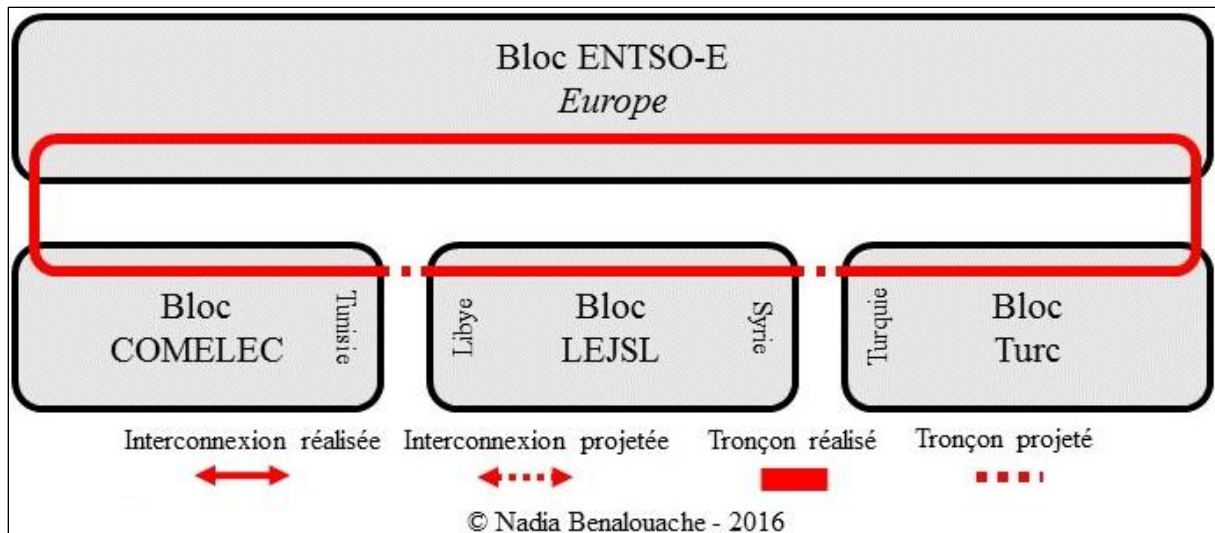 Bloc ENTSO-E
Europe
Bloc
COMELEC
Tunisie
Libye
Bloc
LEJSL
Syrie
Turquie
Bloc
Turc
Interconnexion réalisée
Interconnexion projetée
Tronçon réalisé
Tronçon projeté
© Nadia Benalouache - 2016